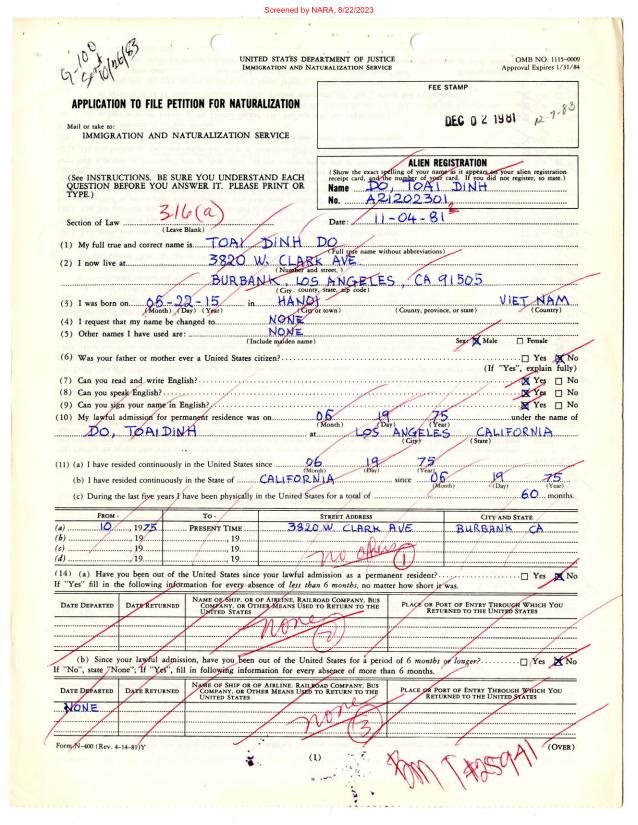 Screened by NARA, 8/22/2023
G-100
Sent 10/26/83
UNITED STATES DEPARTMENT OF JUSTICE
IMMIGRATION AND NATURALIZATION SERVICE
OMB NO. 1115-0009
Approval Expires 1/31/84
APPLICATION TO FILE PETITION FOR NATURALIZATION
FEE STAMP
DEC 02 1981
12-7-83
Mail or take to:
IMMIGRATION AND NATURALIZATION SERVICE
(See INSTRUCTIONS. BE SURE YOU UNDERSTAND EACH
QUESTION BEFORE YOU ANSWER IT. PLEASE PRINT OR
TYPE.)
ALIEN REGISTRATION
(Show the exact spelling of your name as it appears on your alien registration
receipt card, and the number of your card. If you did not register, so state.)
Name DO, TOAI DINH
No. A21202301
Section of Law 316(a)
(Leave Blank)
Date: 11-04-81
(1) My full true and correct name is TOAI DINH DO
(Full true name without abbreviations)
(2) I now live at 3820 W. CLARK AVE
(Number and street,)
BURBANK, LOS ANGELES, CA 91505
(City, county, state, zip code)
(3) I was born on 05-22-15 in HANOI VIET NAM
(Month) (Day) (Year) (City or town) (County, province, or state) (Country)
(4) I request that my name be changed to NONE
(5) Other names I have used are: NONE
(Include maiden name) Sex: ☒ Male ☐ Female
(6) Was your father or mother ever a United States citizen? ☐ Yes ☒ No
(If "Yes", explain fully)
(7) Can you read and write English? ☒ Yes ☐ No
(8) Can you speak English? ☒ Yes ☐ No
(9) Can you sign your name in English? ☒ Yes ☐ No
(10) My lawful admission for permanent residence was on 06 19 75 under the name of
(Month) (Day) (Year)
DO, TOAI DINH at LOS ANGELES CALIFORNIA
(City) (State)
(11) (a) I have resided continuously in the United States since 06 19 75
(Month) (Day) (Year)
(b) I have resided continuously in the State of CALIFORNIA since 06 19 75
(Month) (Day) (Year)
(c) During the last five years I have been physically in the United States for a total of 60 months.
FROM - TO - STREET ADDRESS CITY AND STATE
(a) 10, 1975 PRESENT TIME 3820 W. CLARK AVE BURBANK CA
(b) , 19 , 19
(c) , 19 , 19
(d) , 19 , 19
no others
1
(14) (a) Have you been out of the United States since your lawful admission as a permanent resident? ☐ Yes ☒ No
If "Yes" fill in the following information for every absence of less than 6 months, no matter how short it was.
DATE DEPARTED DATE RETURNED NAME OF SHIP, OR OF AIRLINE, RAILROAD COMPANY, BUS COMPANY, OR OTHER MEANS USED TO RETURN TO THE UNITED STATES PLACE OR PORT OF ENTRY THROUGH WHICH YOU RETURNED TO THE UNITED STATES
none
2
(b) Since your lawful admission, have you been out of the United States for a period of 6 months or longer? ☐ Yes ☒ No
If "No", state "None"; If "Yes", fill in following information for every absence of more than 6 months.
DATE DEPARTED DATE RETURNED NAME OF SHIP OR OF AIRLINE, RAILROAD COMPANY, BUS COMPANY, OR OTHER MEANS USED TO RETURN TO THE UNITED STATES PLACE OR PORT OF ENTRY THROUGH WHICH YOU RETURNED TO THE UNITED STATES
NONE
none
3
Form N-400 (Rev. 4-14-81)Y
(1)
(OVER)